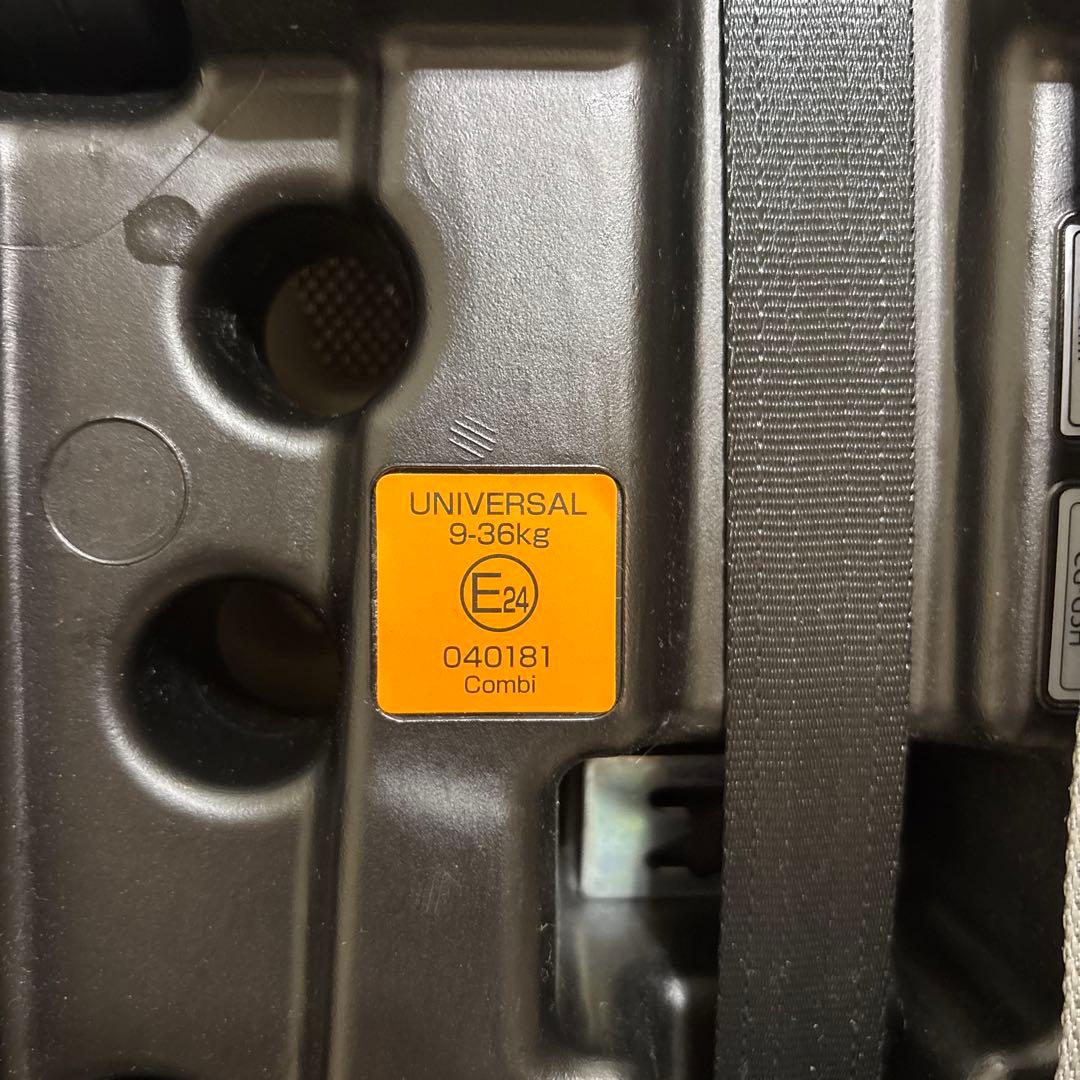 UNIVERSAL
9-36kg
E24
040181
Combi